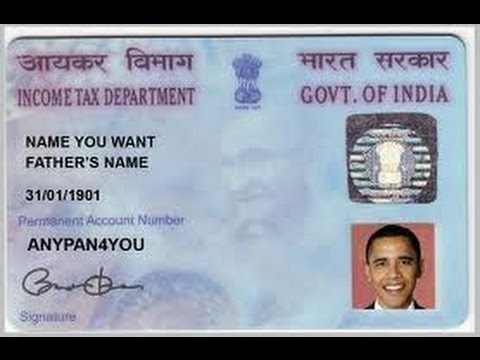 आयकर विभाग
INCOME TAX DEPARTMENT
भारत सरकार
GOVT. OF INDIA
NAME YOU WANT
FATHER'S NAME
31/01/1901
Permanent Account Number
ANYPAN4YOU
Signature